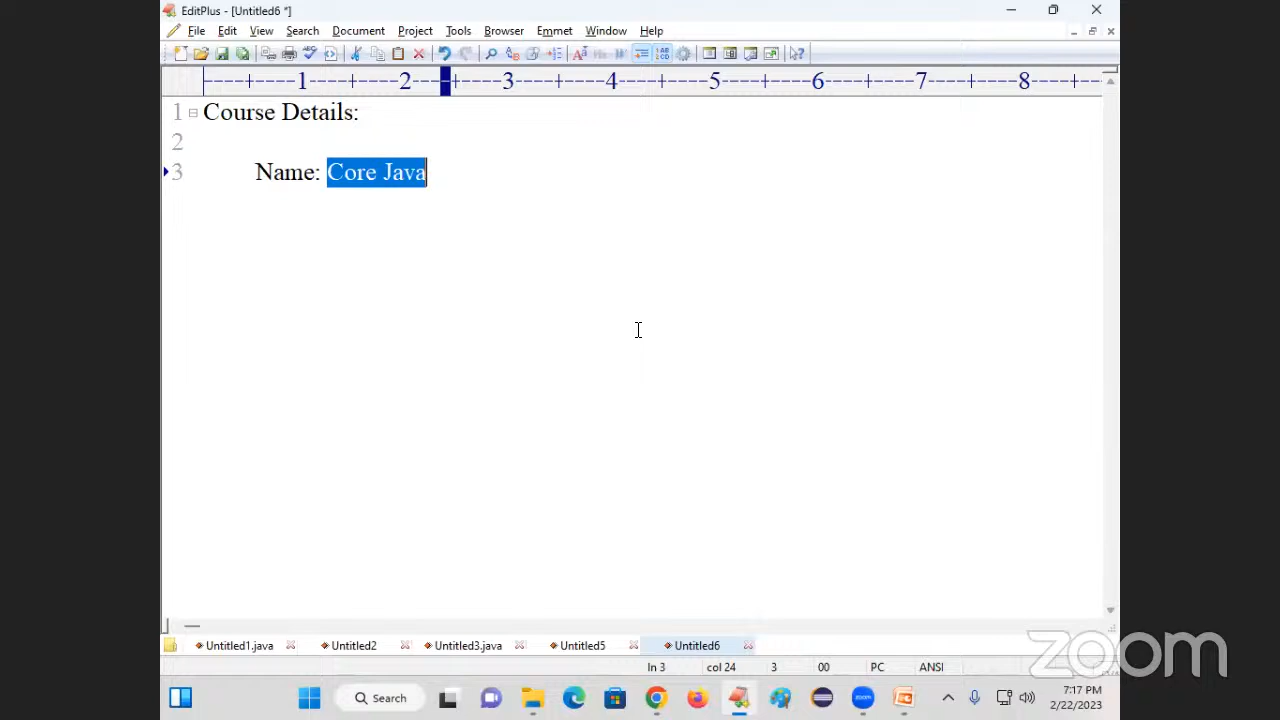 EditPlus - [Untitled6 *]
File Edit View Search Document Project Tools Browser Emmet Window Help
----+----1----+----2----+----3----+----4----+----5----+----6----+----7----+----8----+--
1 Course Details:
2
3 Name: Core Java
Untitled1.java Untitled2 Untitled3.java Untitled5 Untitled6
ln 3 col 24 3 00 PC ANSI
zoom
Search
zoom
7:17 PM
2/22/2023